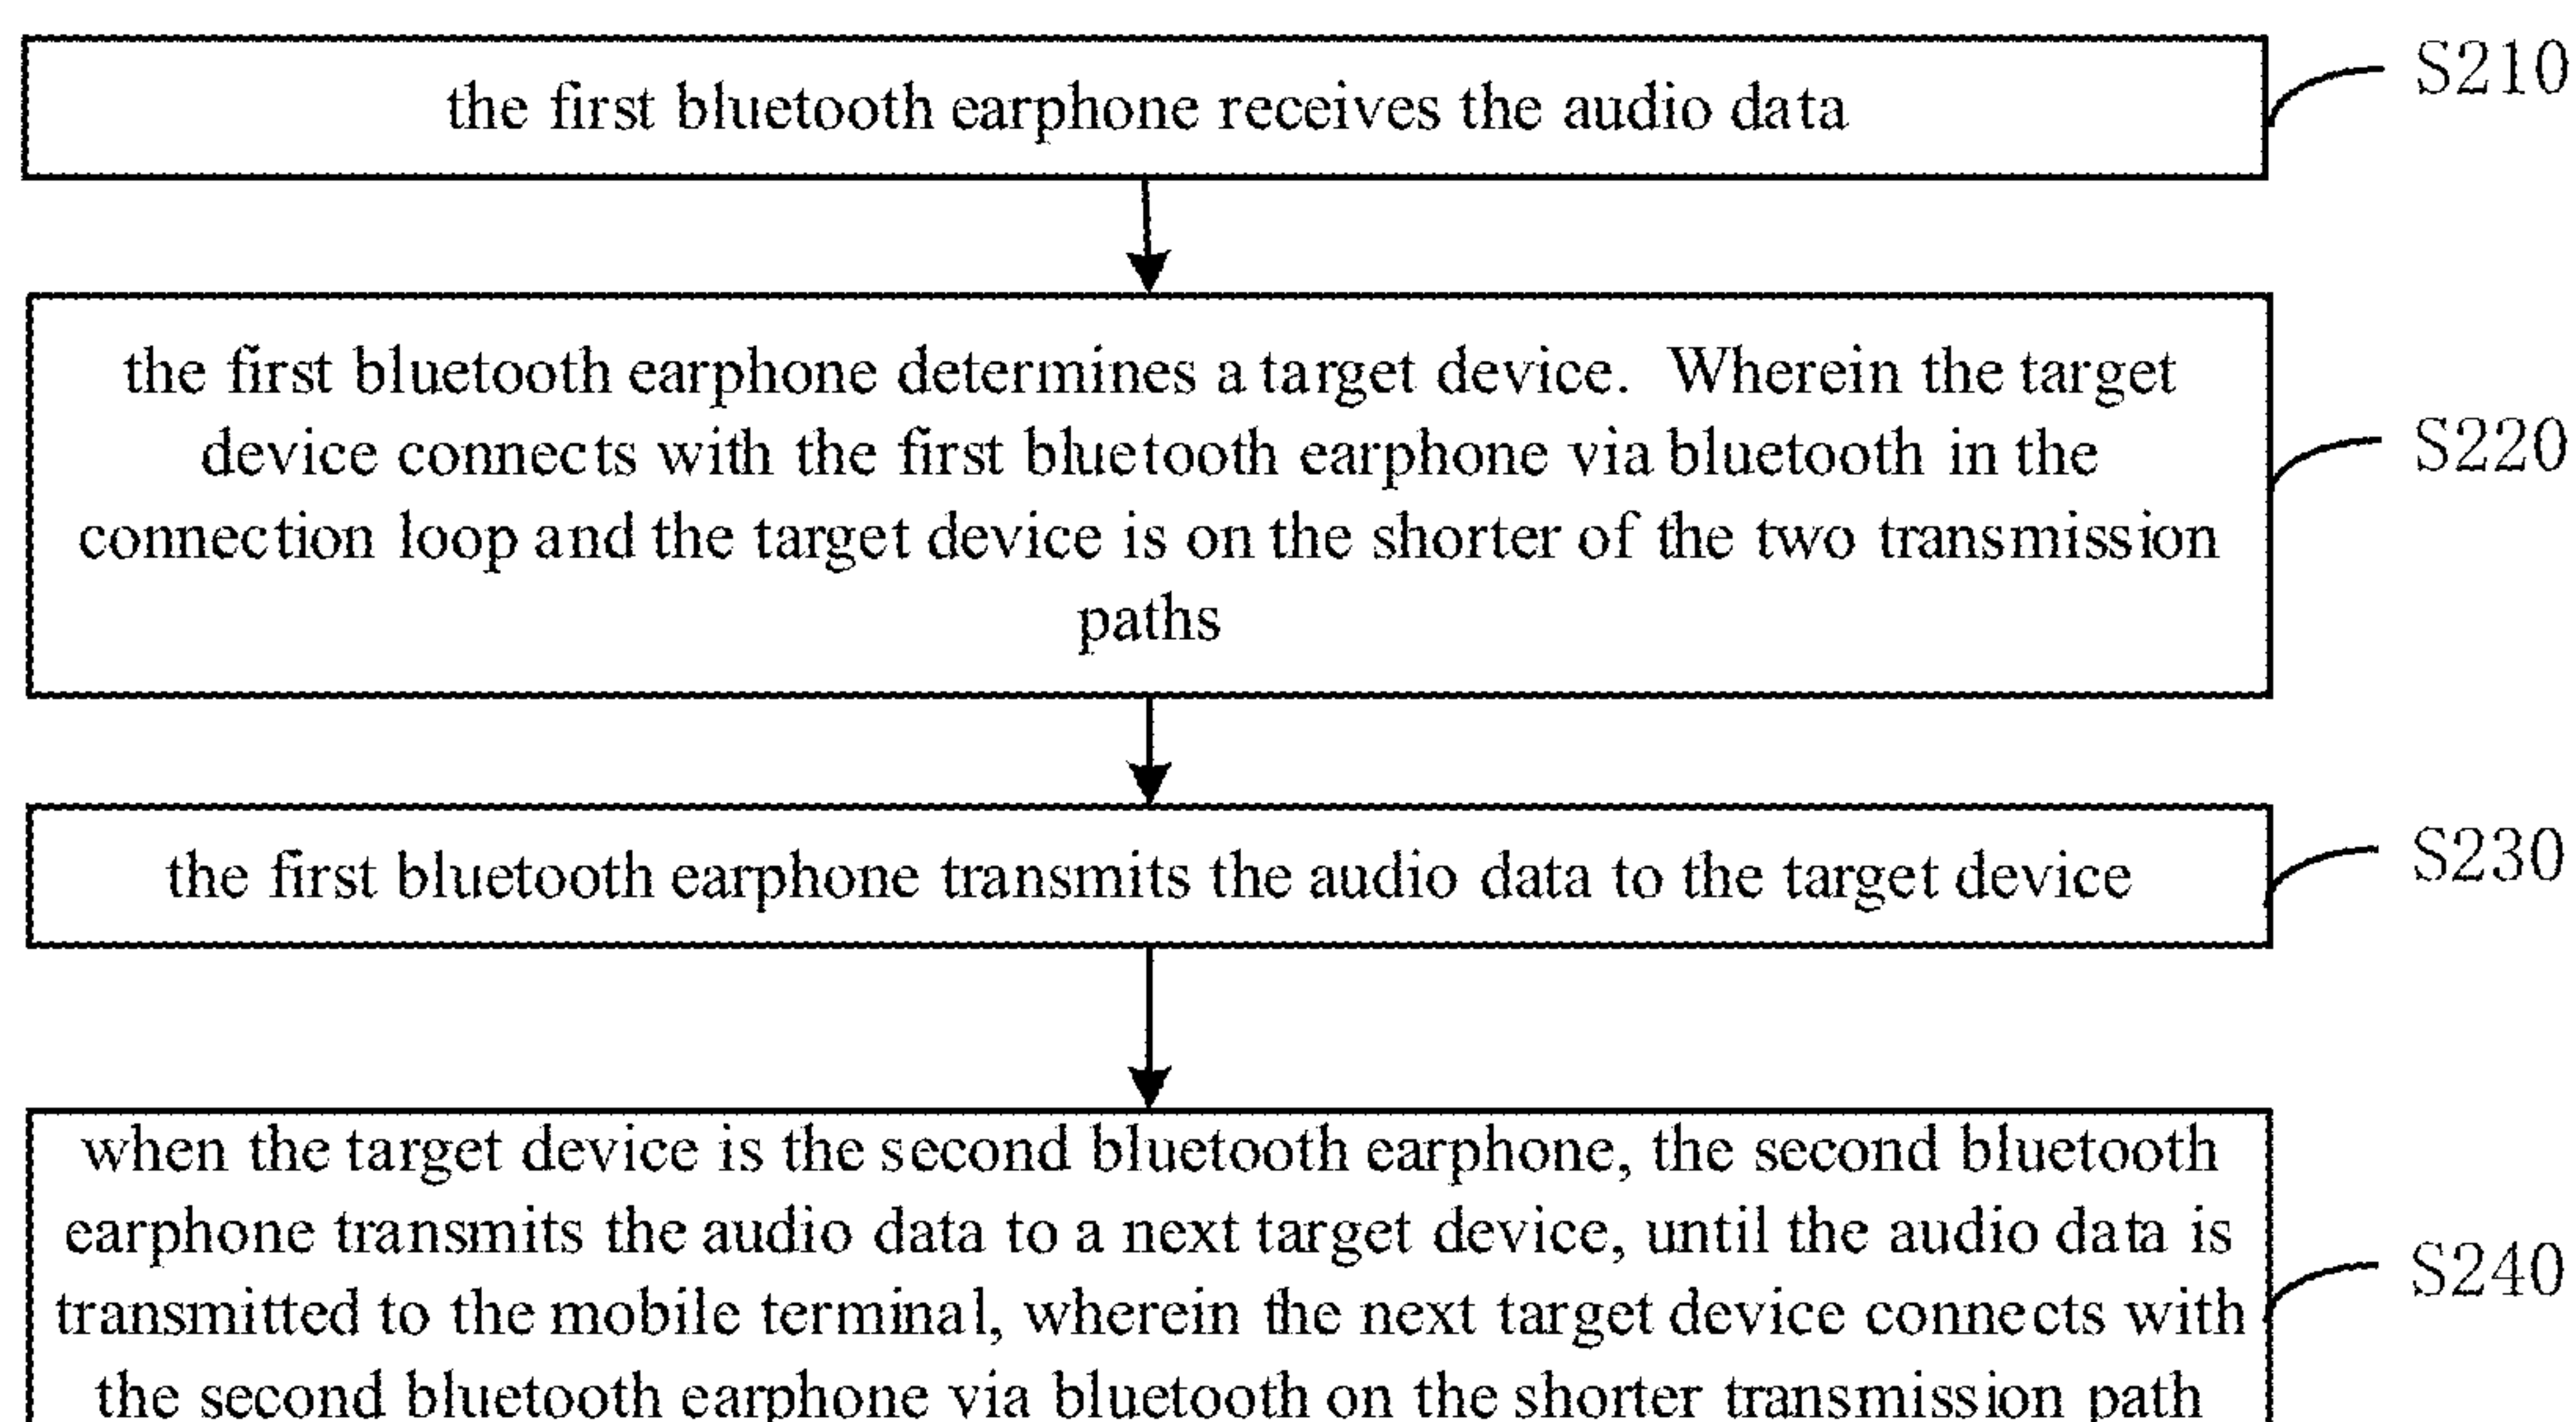 the first bluetooth earphone receives the audio data
S210
the first bluetooth earphone determines a target device. Wherein the target
device connects with the first bluetooth earphone via bluetooth in the
connection loop and the target device is on the shorter of the two transmission
paths
S220
the first bluetooth earphone transmits the audio data to the target device
S230
when the target device is the second bluetooth earphone, the second bluetooth
earphone transmits the audio data to a next target device, until the audio data is
transmitted to the mobile terminal, wherein the next target device connects with
the second bluetooth earphone via bluetooth on the shorter transmission path
S240